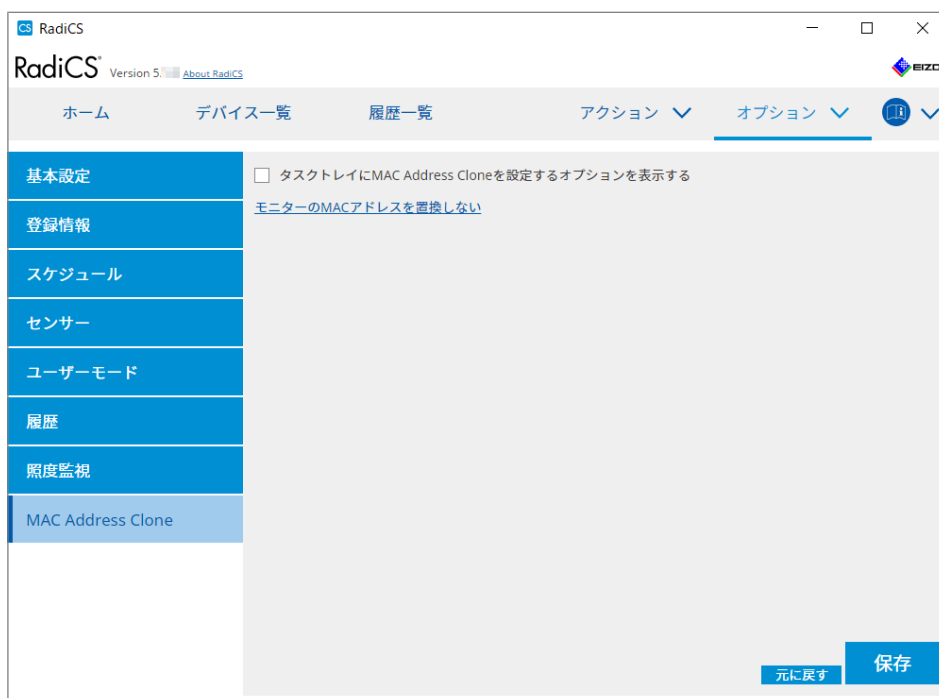 CS RadiCS
RadiCS® Version 5. About RadiCS
EIZO
ホーム デバイス一覧 履歴一覧 アクション オプション
基本設定
登録情報
スケジュール
センサー
ユーザーモード
履歴
照度監視
MAC Address Clone
タスクトレイにMAC Address Cloneを設定するオプションを表示する
モニターのMACアドレスを置換しない
元に戻す
保存